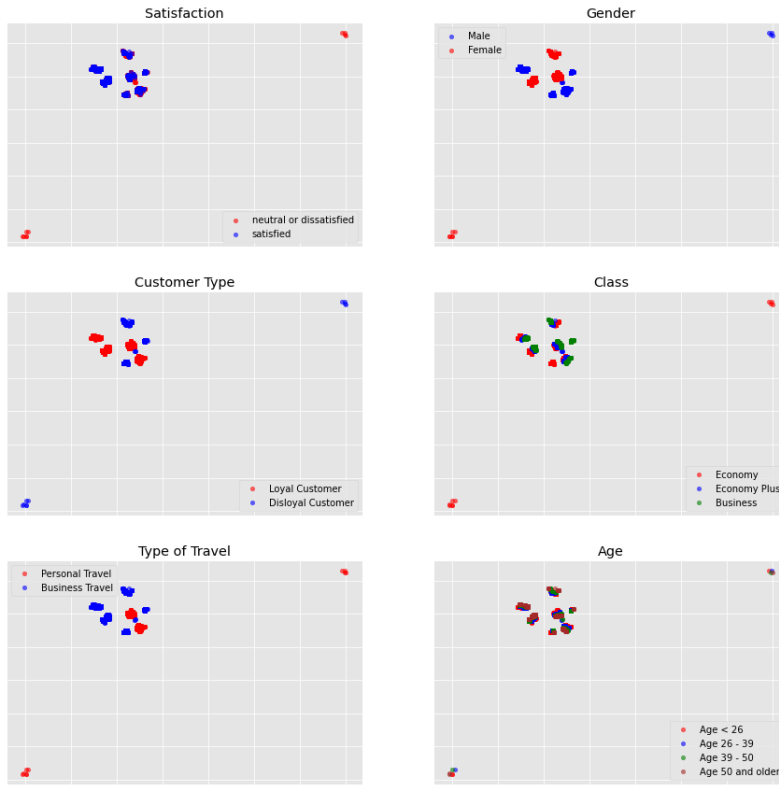 Satisfaction
neutral or dissatisfied
satisfied
Gender
Male
Female
Customer Type
Loyal Customer
Disloyal Customer
Class
Economy
Economy Plus
Business
Type of Travel
Personal Travel
Business Travel
Age
Age < 26
Age 26 - 39
Age 39 - 50
Age 50 and older